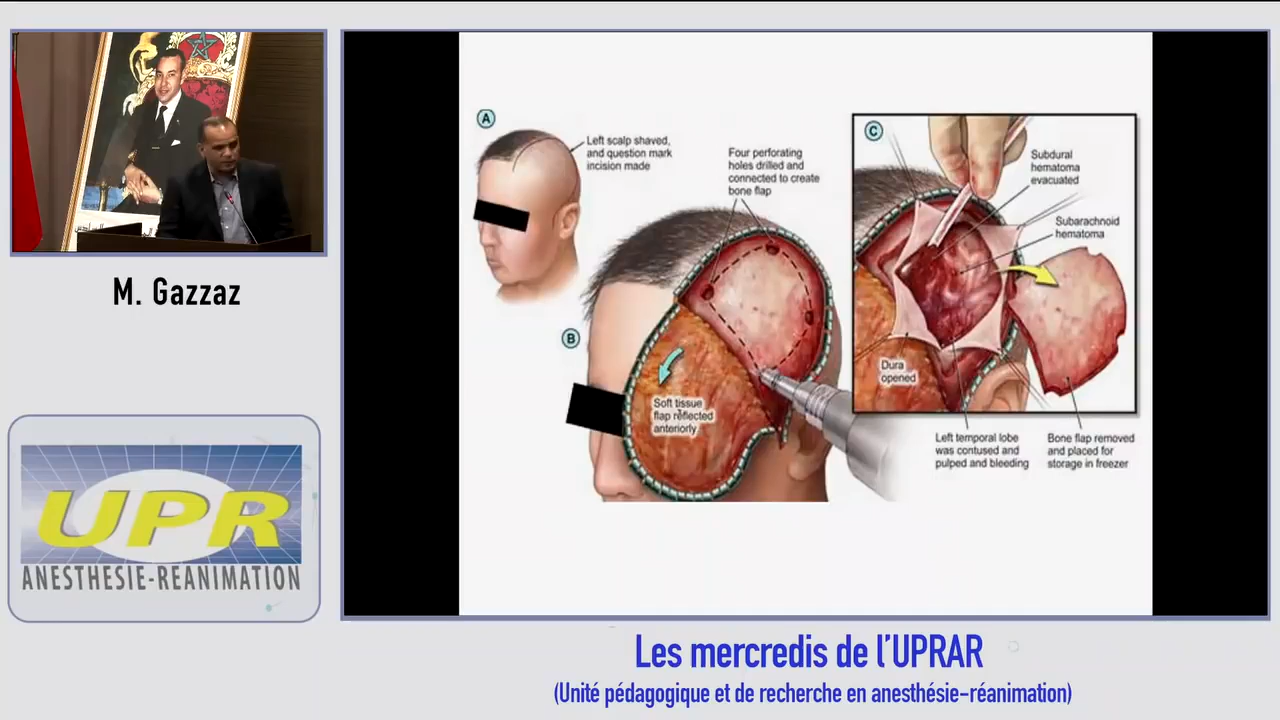 M. Gazzaz
UPR
ANESTHESIE-REANIMATION
A
Left scalp shaved,
and question mark
incision made
Four perforating
holes drilled and
connected to create
bone flap
B
Soft tissue
flap reflected
anteriorly
C
Subdural
hematoma
evacuated
Subarachnoid
hematoma
Dura
opened
Left temporal lobe
was contused and
pulped and bleeding
Bone flap removed
and placed for
storage in freezer
Les mercredis de l'UPRAR
(Unité pédagogique et de recherche en anesthésie-réanimation)